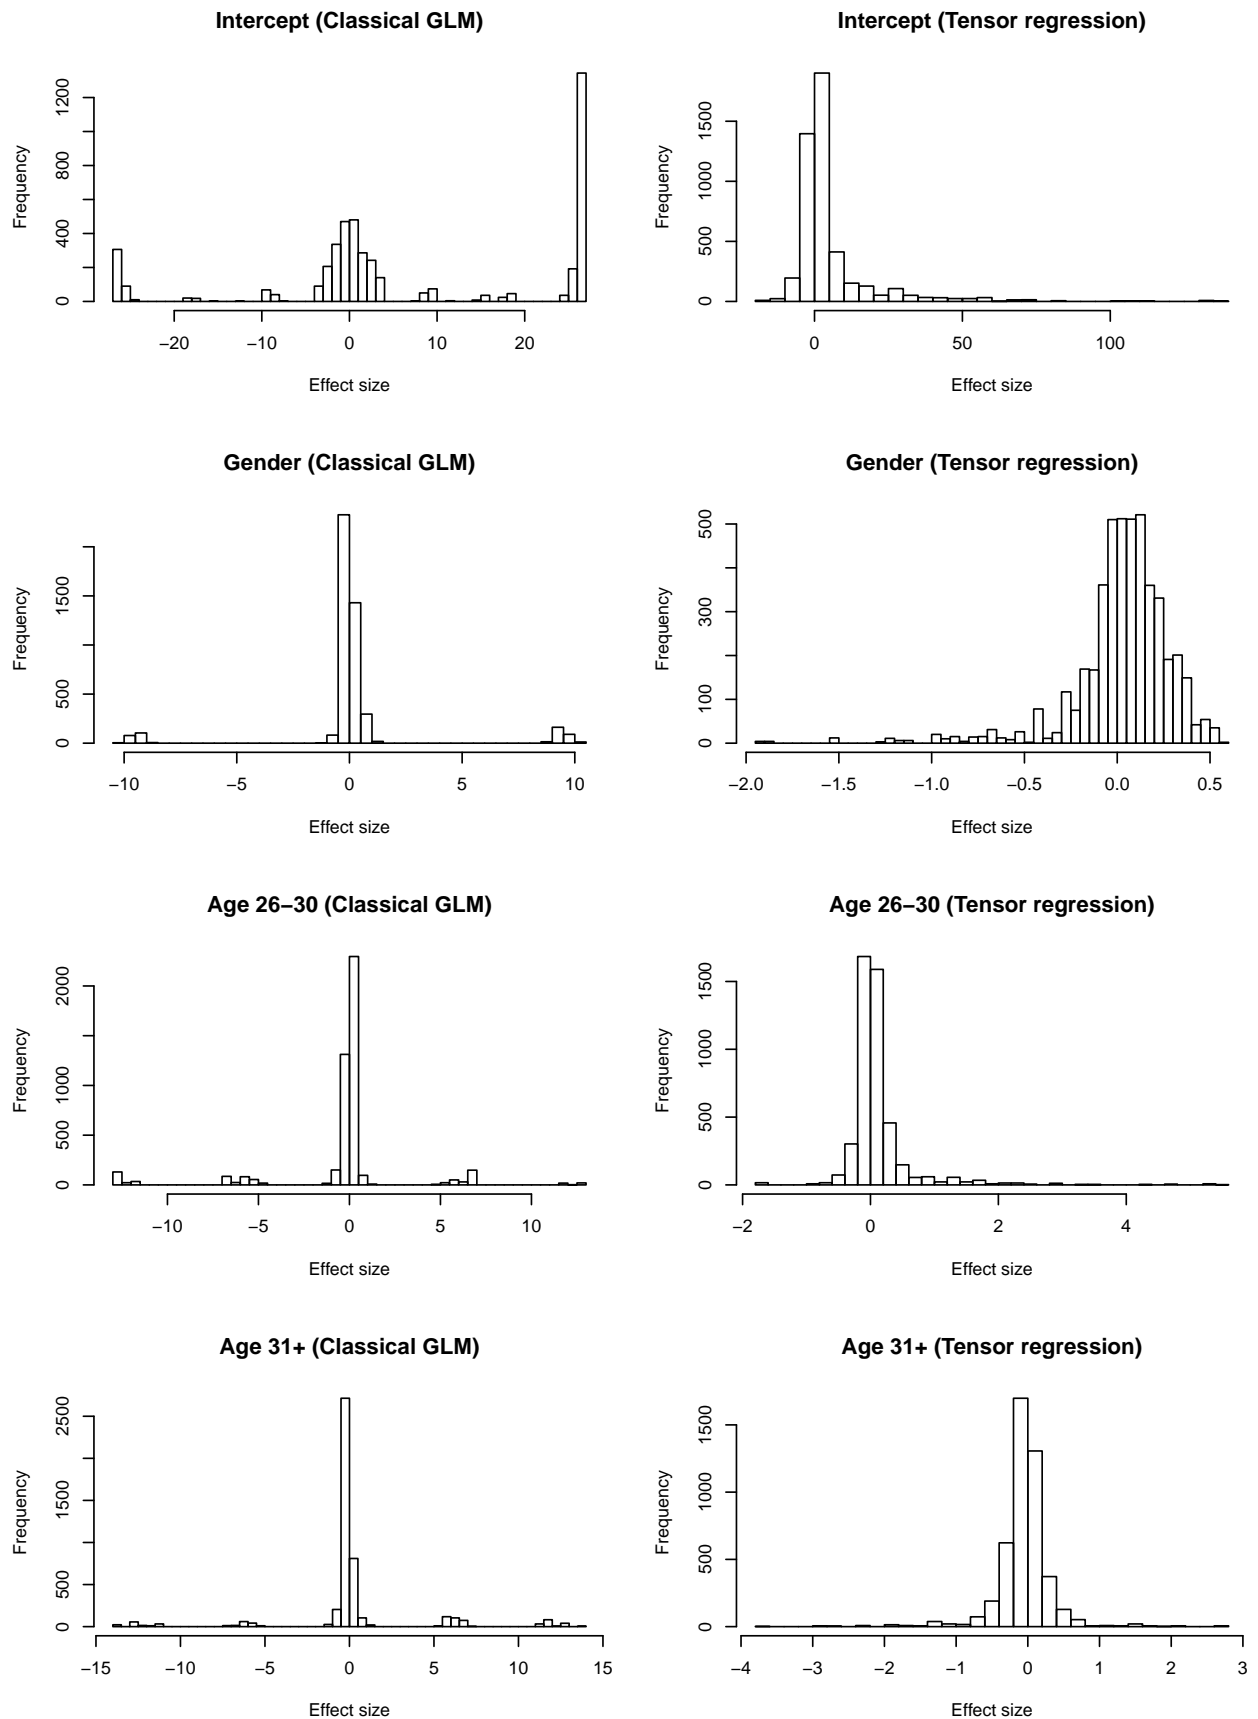 Intercept (Classical GLM)
Frequency
0 400 800 1200
−20 −10 0 10 20
Effect size
Intercept (Tensor regression)
Frequency
0 500 1000 1500
0 50 100
Effect size
Gender (Classical GLM)
Frequency
0 500 1500
−10 −5 0 5 10
Effect size
Gender (Tensor regression)
Frequency
0 100 300 500
−2.0 −1.5 −1.0 −0.5 0.0 0.5
Effect size
Age 26−30 (Classical GLM)
Frequency
0 500 1000 2000
−10 −5 0 5 10
Effect size
Age 26−30 (Tensor regression)
Frequency
0 500 1000 1500
−2 0 2 4
Effect size
Age 31+ (Classical GLM)
Frequency
0 500 1500 2500
−15 −10 −5 0 5 10 15
Effect size
Age 31+ (Tensor regression)
Frequency
0 500 1000 1500
−4 −3 −2 −1 0 1 2 3
Effect size